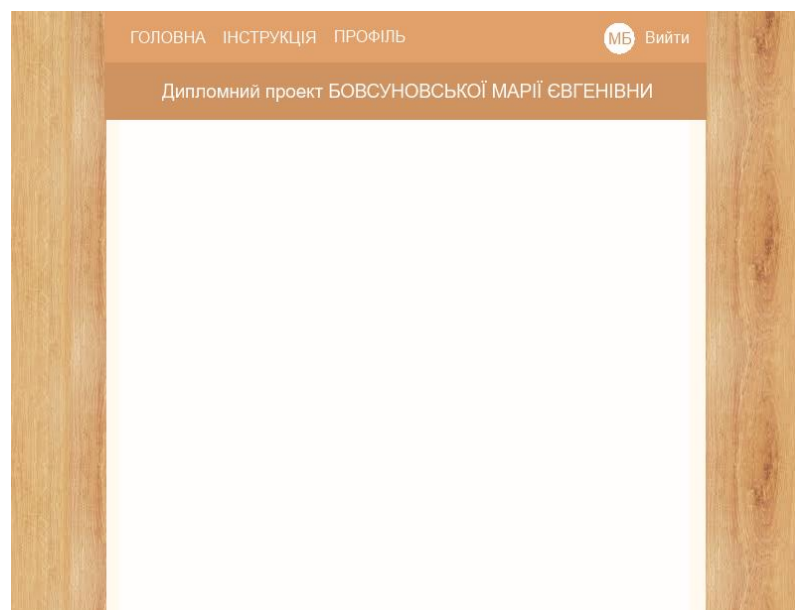 ГОЛОВНА ІНСТРУКЦІЯ ПРОФІЛЬ МБ Вийти
Дипломний проект БОВСУНОВСЬКОЇ МАРІЇ ЄВГЕНІВНИ